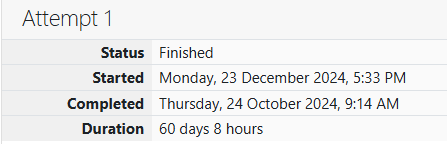 Attempt 1
Status Finished
Started Monday, 23 December 2024, 5:33 PM
Completed Thursday, 24 October 2024, 9:14 AM
Duration 60 days 8 hours